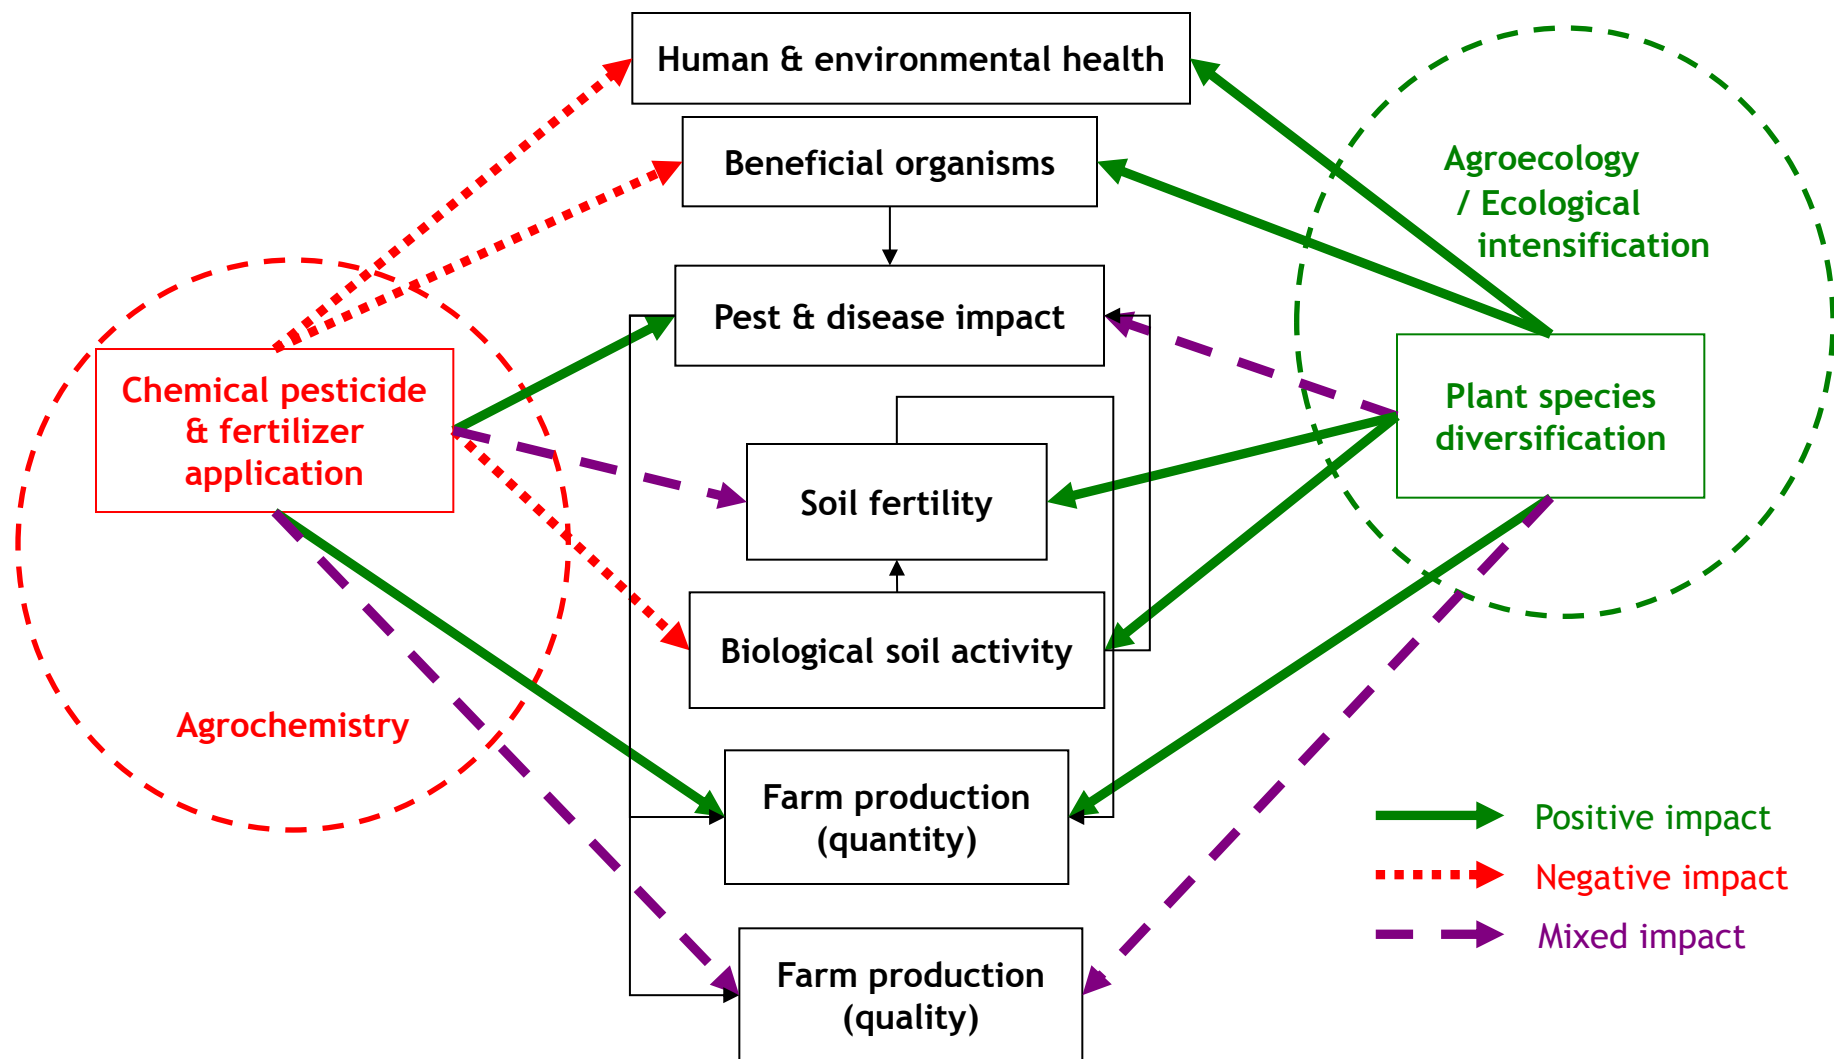 Human & environmental health
Beneficial organisms
Agroecology
/ Ecological
intensification
Pest & disease impact
Chemical pesticide
& fertilizer
application
Plant species
diversification
Soil fertility
Biological soil activity
Agrochemistry
Farm production
(quantity)
Farm production
(quality)
Positive impact
Negative impact
Mixed impact